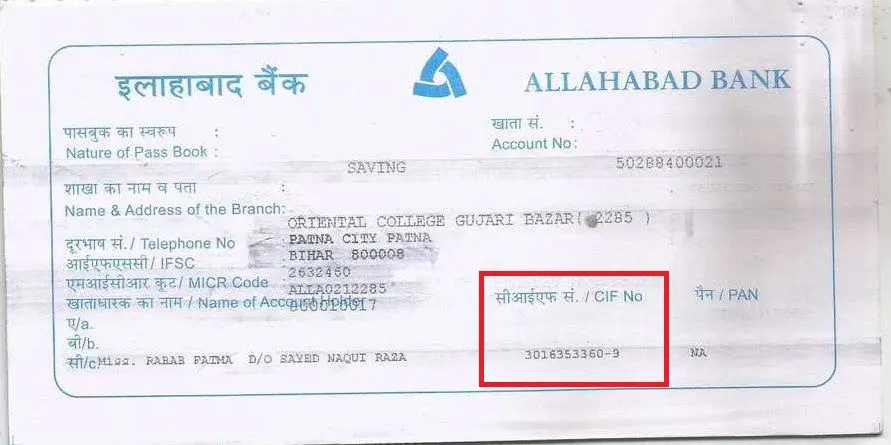 इलाहाबाद बैंक ALLAHABAD BANK
पासबुक का स्वरूप : खाता सं. :
Nature of Pass Book : Account No:
SAVING 50288400021
शाखा का नाम व पता :
Name & Address of the Branch:
ORIENTAL COLLEGE GUJARI BAZAR( 2285 )
दूरभाष सं. / Telephone No : PATNA CITY PATNA
आईएफएससी / IFSC BIHAR 800008
एमआईसीआर कूट / MICR Code 2632460
ALLA0212285
सीआईएफ सं. / CiF No पैन / PAN
खाताधारक का नाम / Name of Account Holder 800010017
ए/a.
बी/b.
सी/c. Miss. RABAB FATMA D/O SAYED NAQUI RAZA 3016353360-9 NA